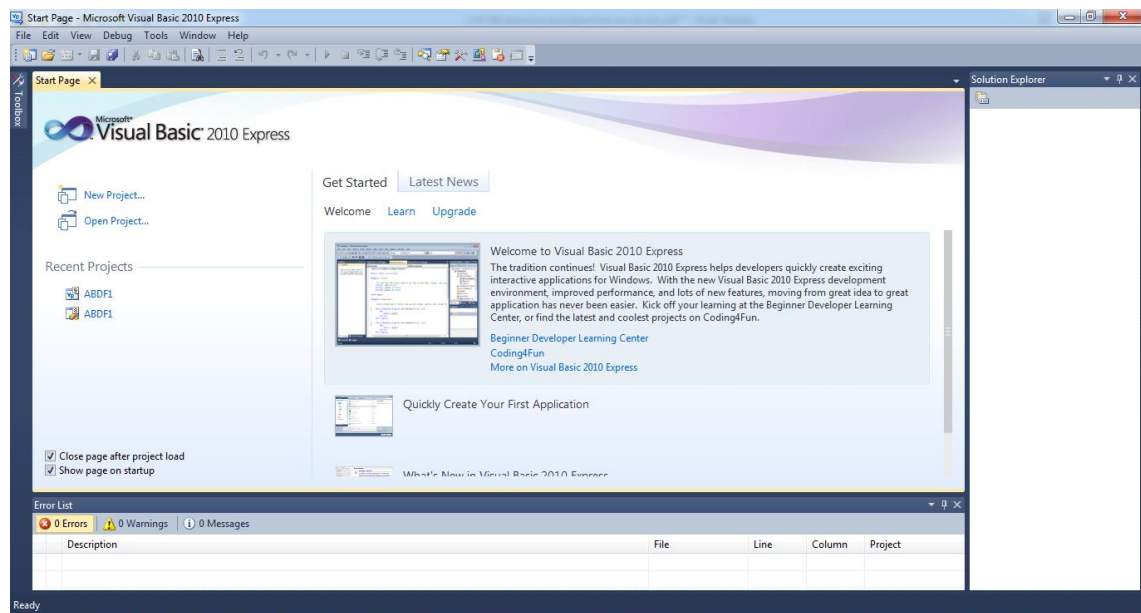 Start Page - Microsoft Visual Basic 2010 Express
File Edit View Debug Tools Window Help
Toolbox
Start Page
Solution Explorer
Microsoft®
Visual Basic® 2010 Express
New Project...
Open Project...
Recent Projects
ABDF1
ABDF1
Close page after project load
Show page on startup
Get Started Latest News
Welcome Learn Upgrade
Welcome to Visual Basic 2010 Express
The tradition continues! Visual Basic 2010 Express helps developers quickly create exciting
interactive applications for Windows. With the new Visual Basic 2010 Express development
environment, improved performance, and lots of new features, moving from great idea to great
application has never been easier. Kick off your learning at the Beginner Developer Learning
Center, or find the latest and coolest projects on Coding4Fun.
Beginner Developer Learning Center
Coding4Fun
More on Visual Basic 2010 Express
Quickly Create Your First Application
What's New in Visual Basic 2010 Express
Error List
0 Errors 0 Warnings 0 Messages
Description File Line Column Project
Ready